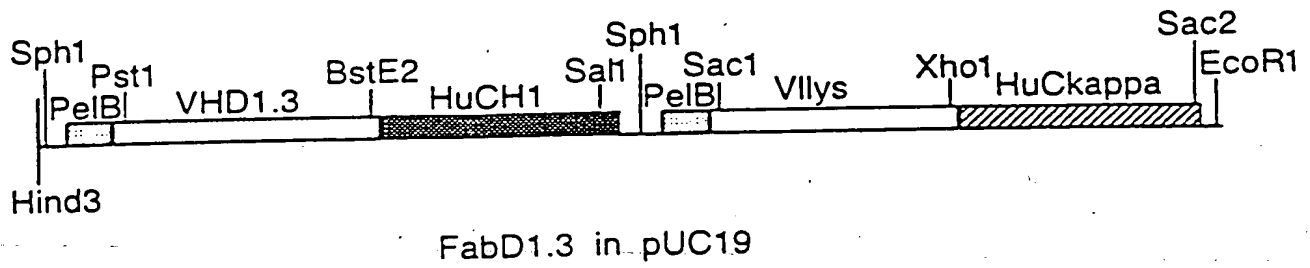 Sph1
Pst1
BstE2
Sal1
Sph1
Sac1
Xho1
Sac2
EcoR1
PelB
VHD1.3
HuCH1
PelB
Vllys
HuCkappa
Hind3
FabD1.3 in pUC19